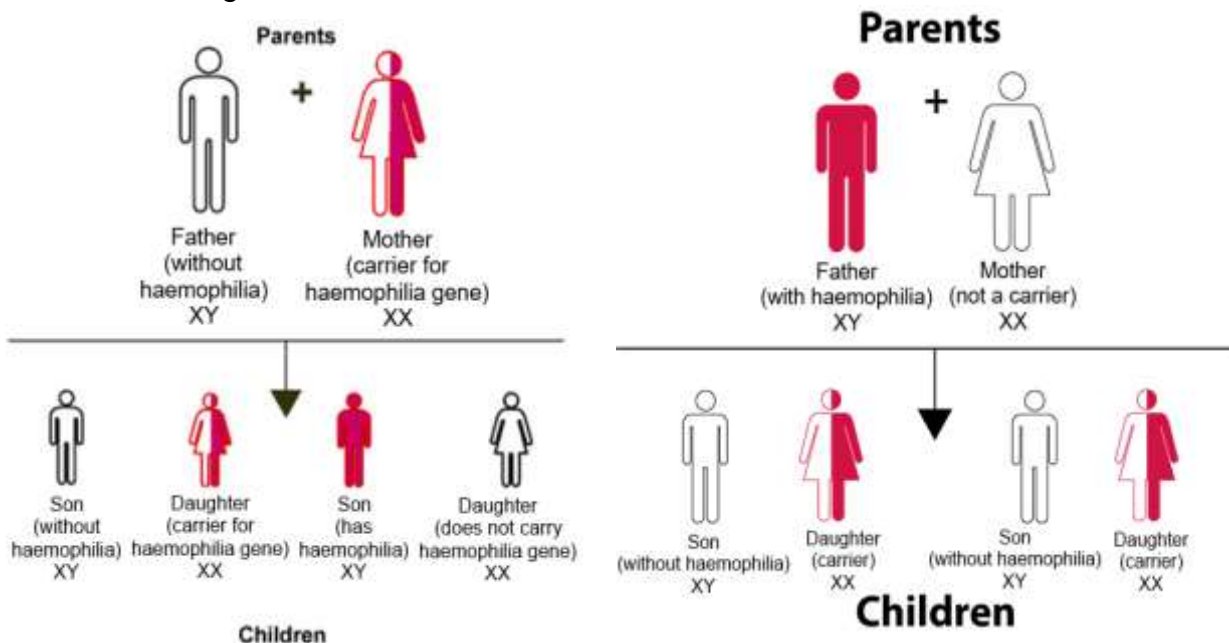 Parents
+
Father
(without
haemophilia)
XY
Mother
(carrier for
haemophilia gene)
XX
Son
(without
haemophilia)
XY
Daughter
(carrier for
haemophilia gene)
XX
Son
(has
haemophilia)
XY
Daughter
(does not carry
haemophilia gene)
XX
Children
Parents
+
Father
(with haemophilia)
XY
Mother
(not a carrier)
XX
Son
(without haemophilia)
XY
Daughter
(carrier)
XX
Son
(without haemophilia)
XY
Daughter
(carrier)
XX
Children